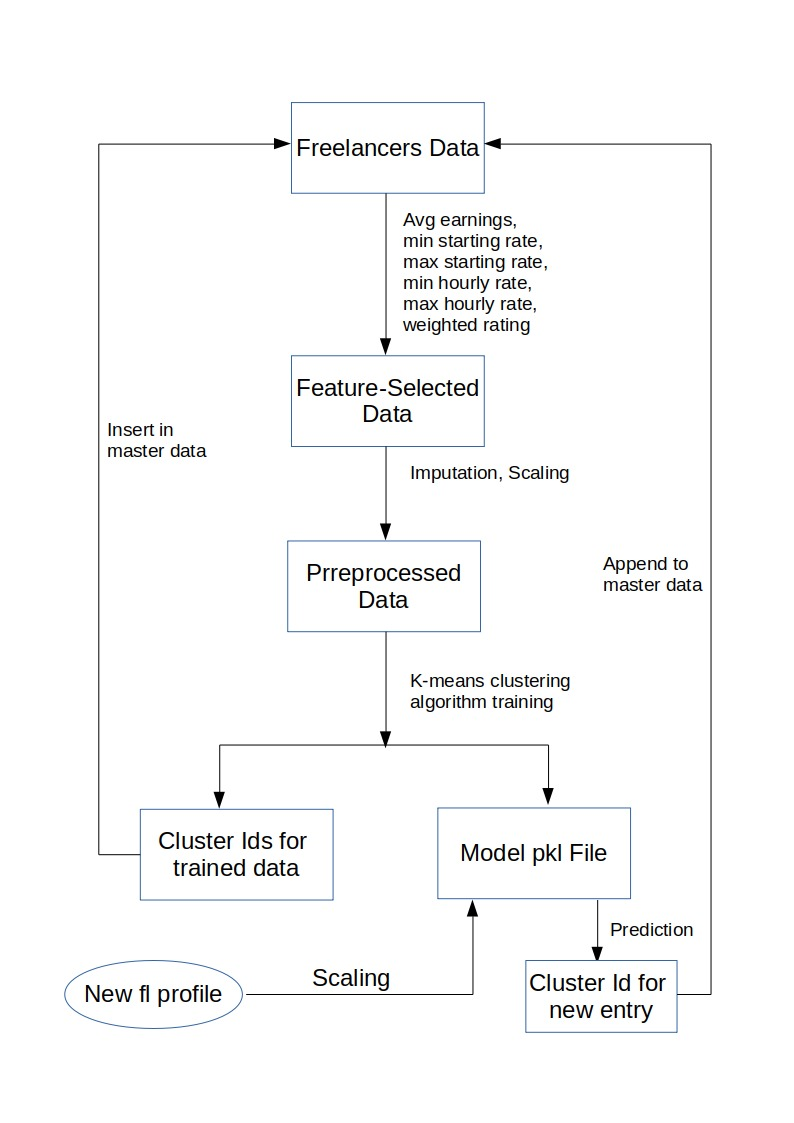 Freelancers Data
Avg earnings,
min starting rate,
max starting rate,
min hourly rate,
max hourly rate,
weighted rating
Feature-Selected
Data
Insert in
master data
Imputation, Scaling
Prreprocessed
Data
Append to
master data
K-means clustering
algorithm training
Cluster Ids for
trained data
Model pkl File
Prediction
New fl profile
Scaling
Cluster Id for
new entry